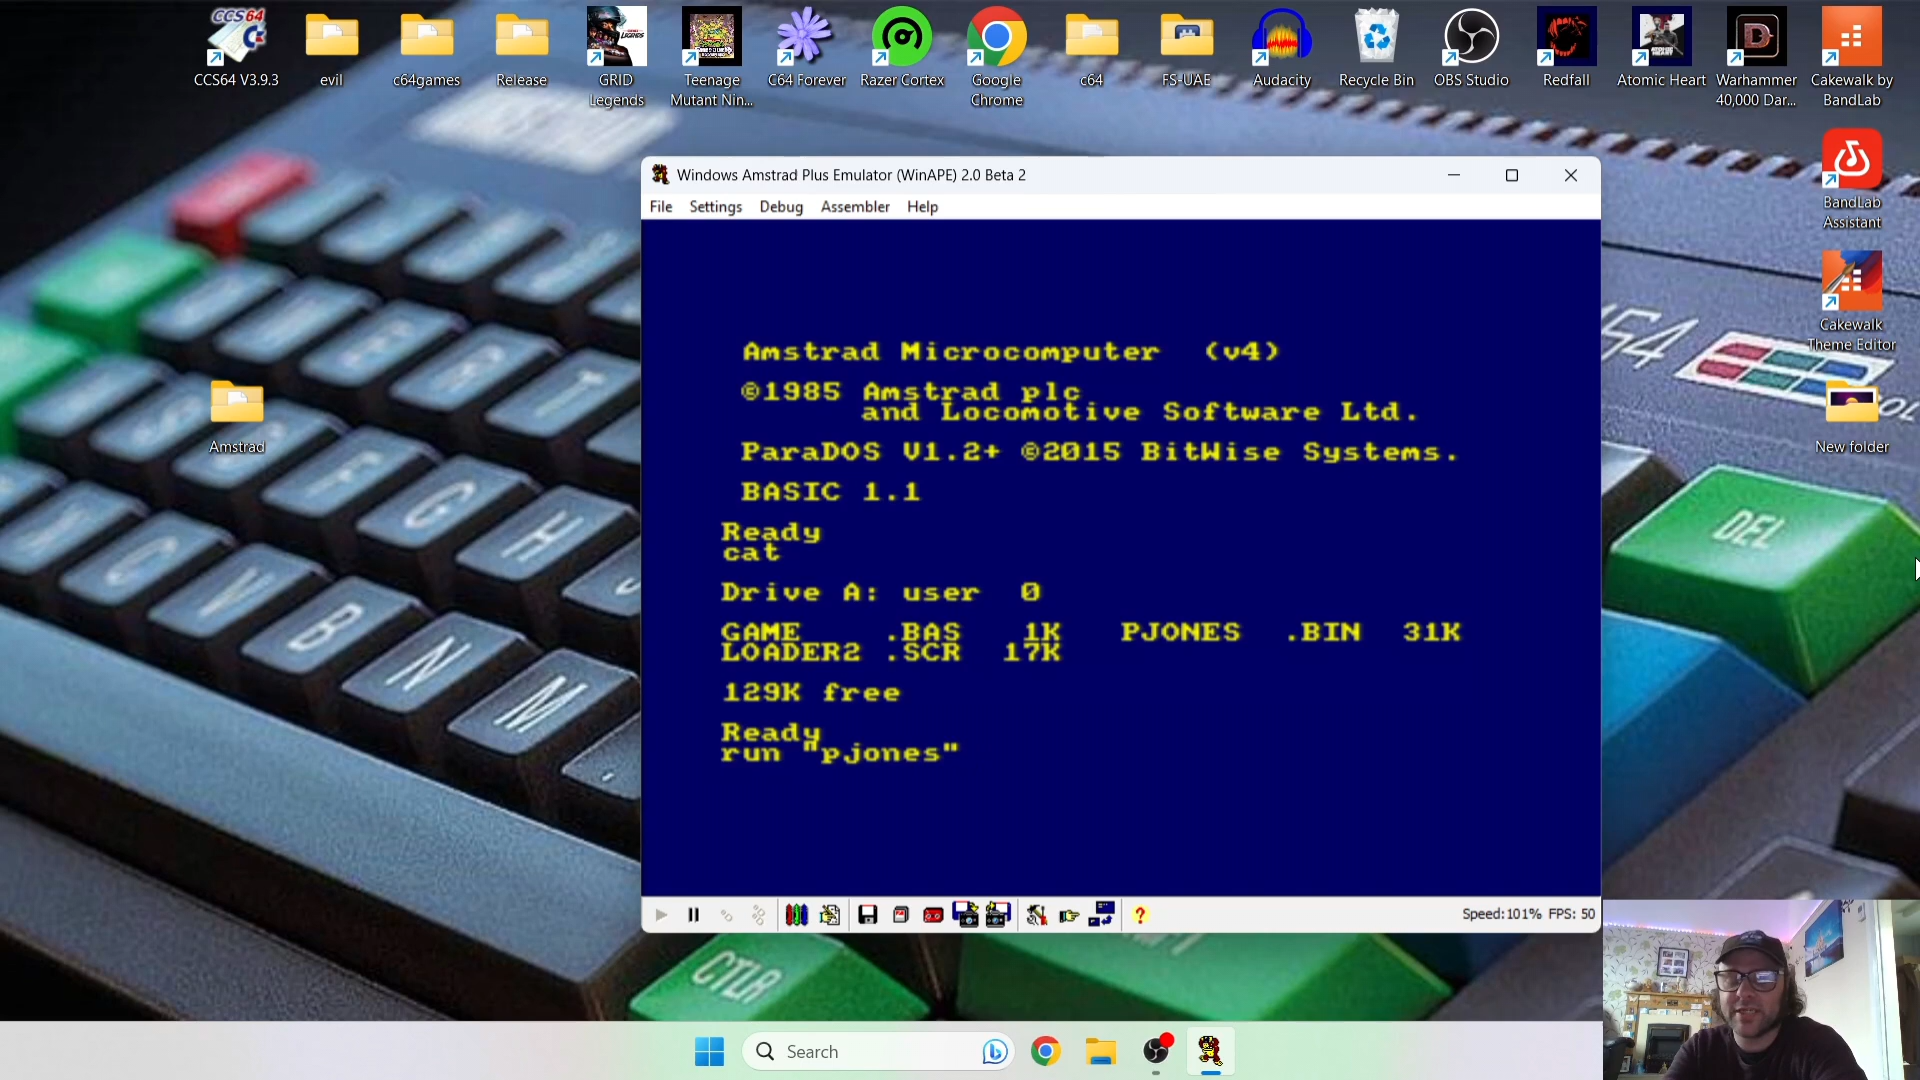 CCS64 V3.9.3
evil
c64games
Release
GRID
Legends
Teenage
Mutant Nin...
C64 Forever
Razer Cortex
Google
Chrome
c64
FS-UAE
Audacity
Recycle Bin
OBS Studio
Redfall
Atomic Heart
Warhammer
40,000 Dar...
Cakewalk by
BandLab
BandLab
Assistant
Cakewalk
Theme Editor
New folder
Amstrad
Windows Amstrad Plus Emulator (WinAPE) 2.0 Beta 2
File Settings Debug Assembler Help
Amstrad Microcomputer (v4)
©1985 Amstrad plc
and Locomotive Software Ltd.
ParaDOS V1.2+ ©2015 BitWise Systems.
BASIC 1.1
Ready
cat
Drive A: user 0
GAME .BAS 1K PJONES .BIN 31K
LOADER2 .SCR 17K
129K free
Ready
run "pjones"
Speed:101% FPS: 50
DEL
CTLR
Search